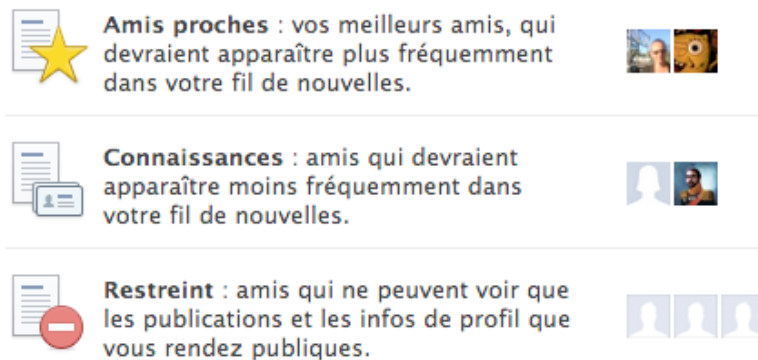 Amis proches : vos meilleurs amis, qui
devraient apparaître plus fréquemment
dans votre fil de nouvelles.
Connaissances : amis qui devraient
apparaître moins fréquemment dans
votre fil de nouvelles.
Restreint : amis qui ne peuvent voir que
les publications et les infos de profil que
vous rendez publiques.